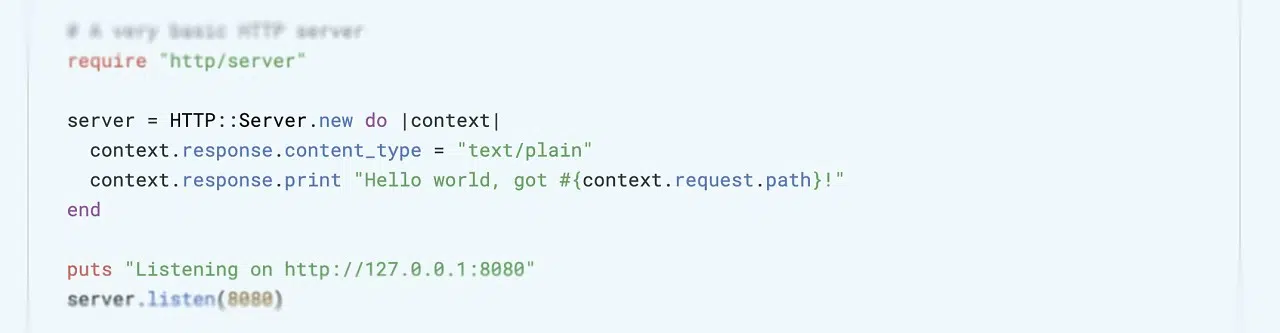 # A very basic HTTP server
require "http/server"
server = HTTP::Server.new do |context|
context.response.content_type = "text/plain"
context.response.print "Hello world, got #{context.request.path}!"
end
puts "Listening on http://127.0.0.1:8080"
server.listen(8080)